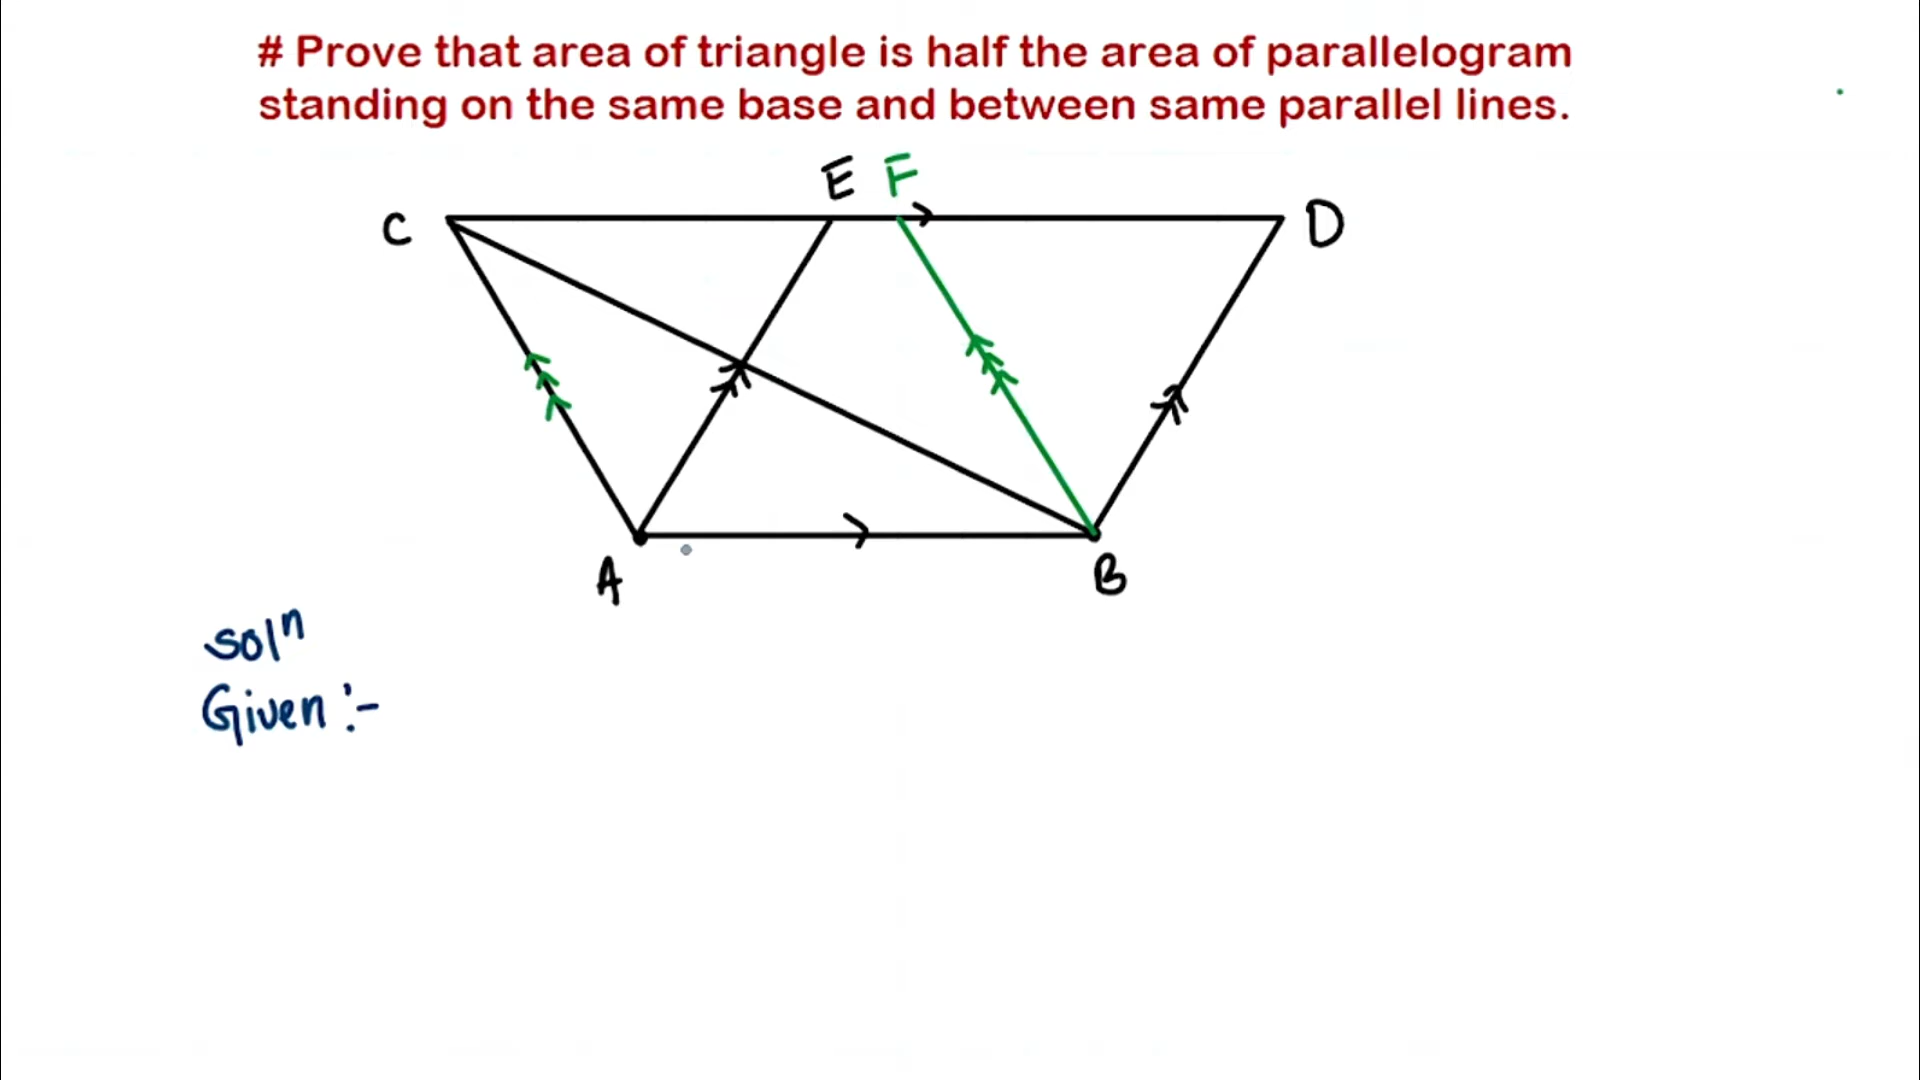 # Prove that area of triangle is half the area of parallelogram
standing on the same base and between same parallel lines.
E F
C D
A B
Solⁿ
Given :-